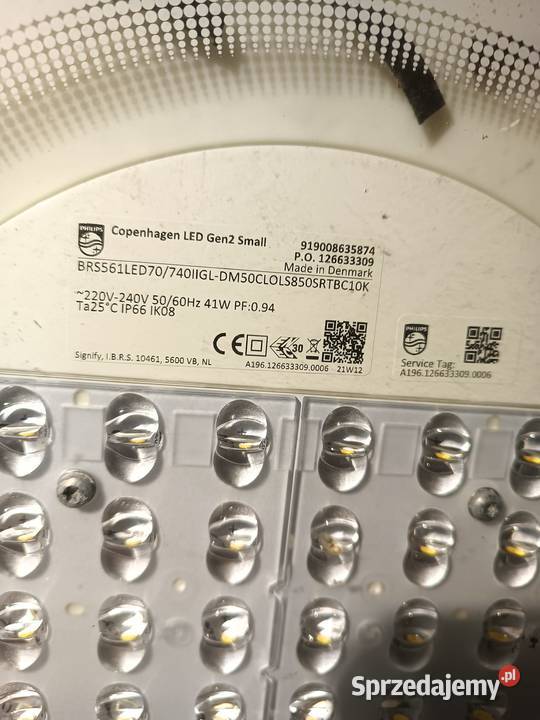 PHILIPS
Copenhagen LED Gen2 Small
919008635874
P.O. 126633309
Made in Denmark
BRS561LED70/740IIGL-DM50CLOLS850SRTBC10K
~220V-240V 50/60Hz 41W PF:0.94
Ta25°C IP66 IK08
CE
30
Signify, I.B.R.S. 10461, 5600 VB, NL
A196.126633309.0006 21W12
PHILIPS
Service Tag:
A196.126633309.0006
Sprzedajemy.pl